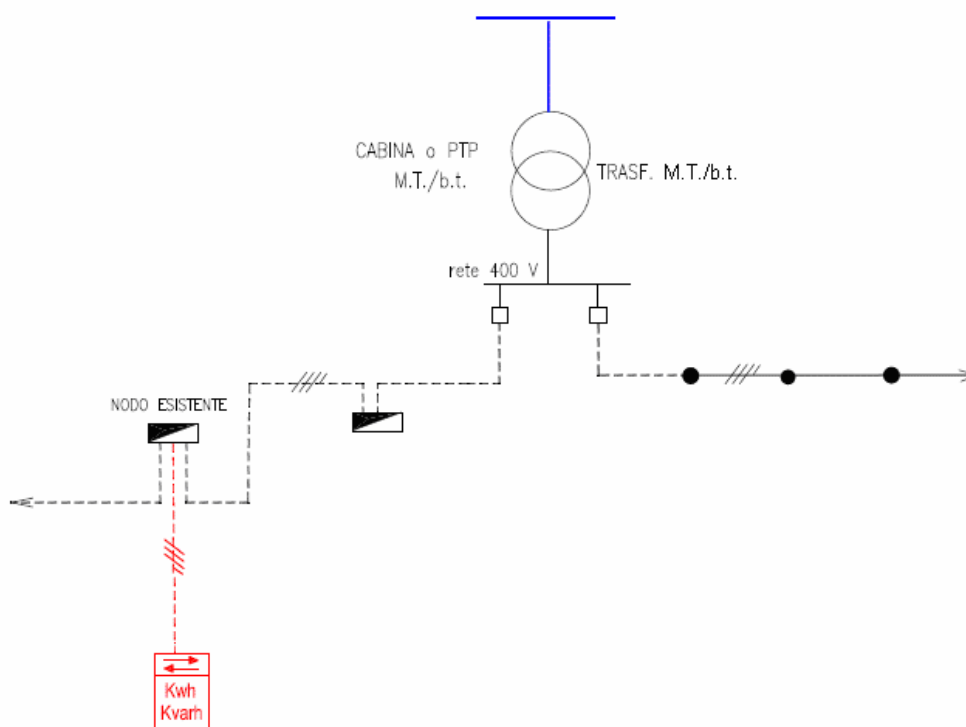 CABINA o PTP
M.T./b.t.
TRASF. M.T./b.t.
rete 400 V
NODO ESISTENTE
Kwh
Kvarh